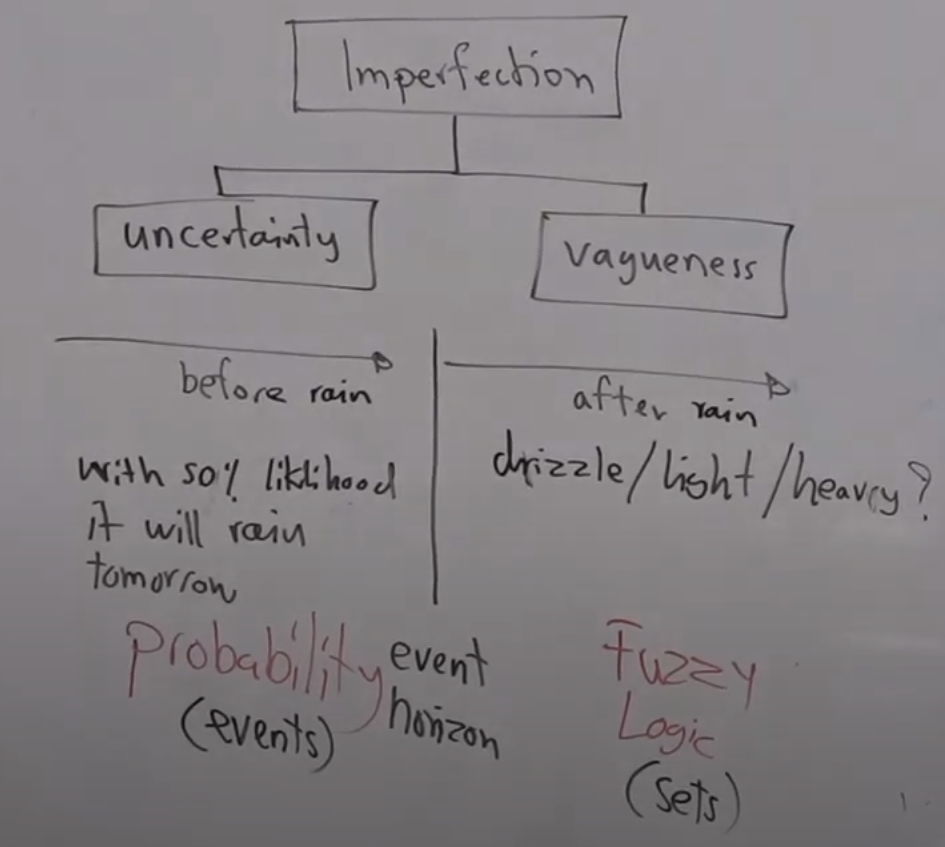 Imperfection
uncertainty
vagueness
before rain
after rain
with 50% liklihood
it will rain
tomorrow
drizzle/light/heavy?
probability
(events)
event
horizon
Fuzzy
Logic
(sets)